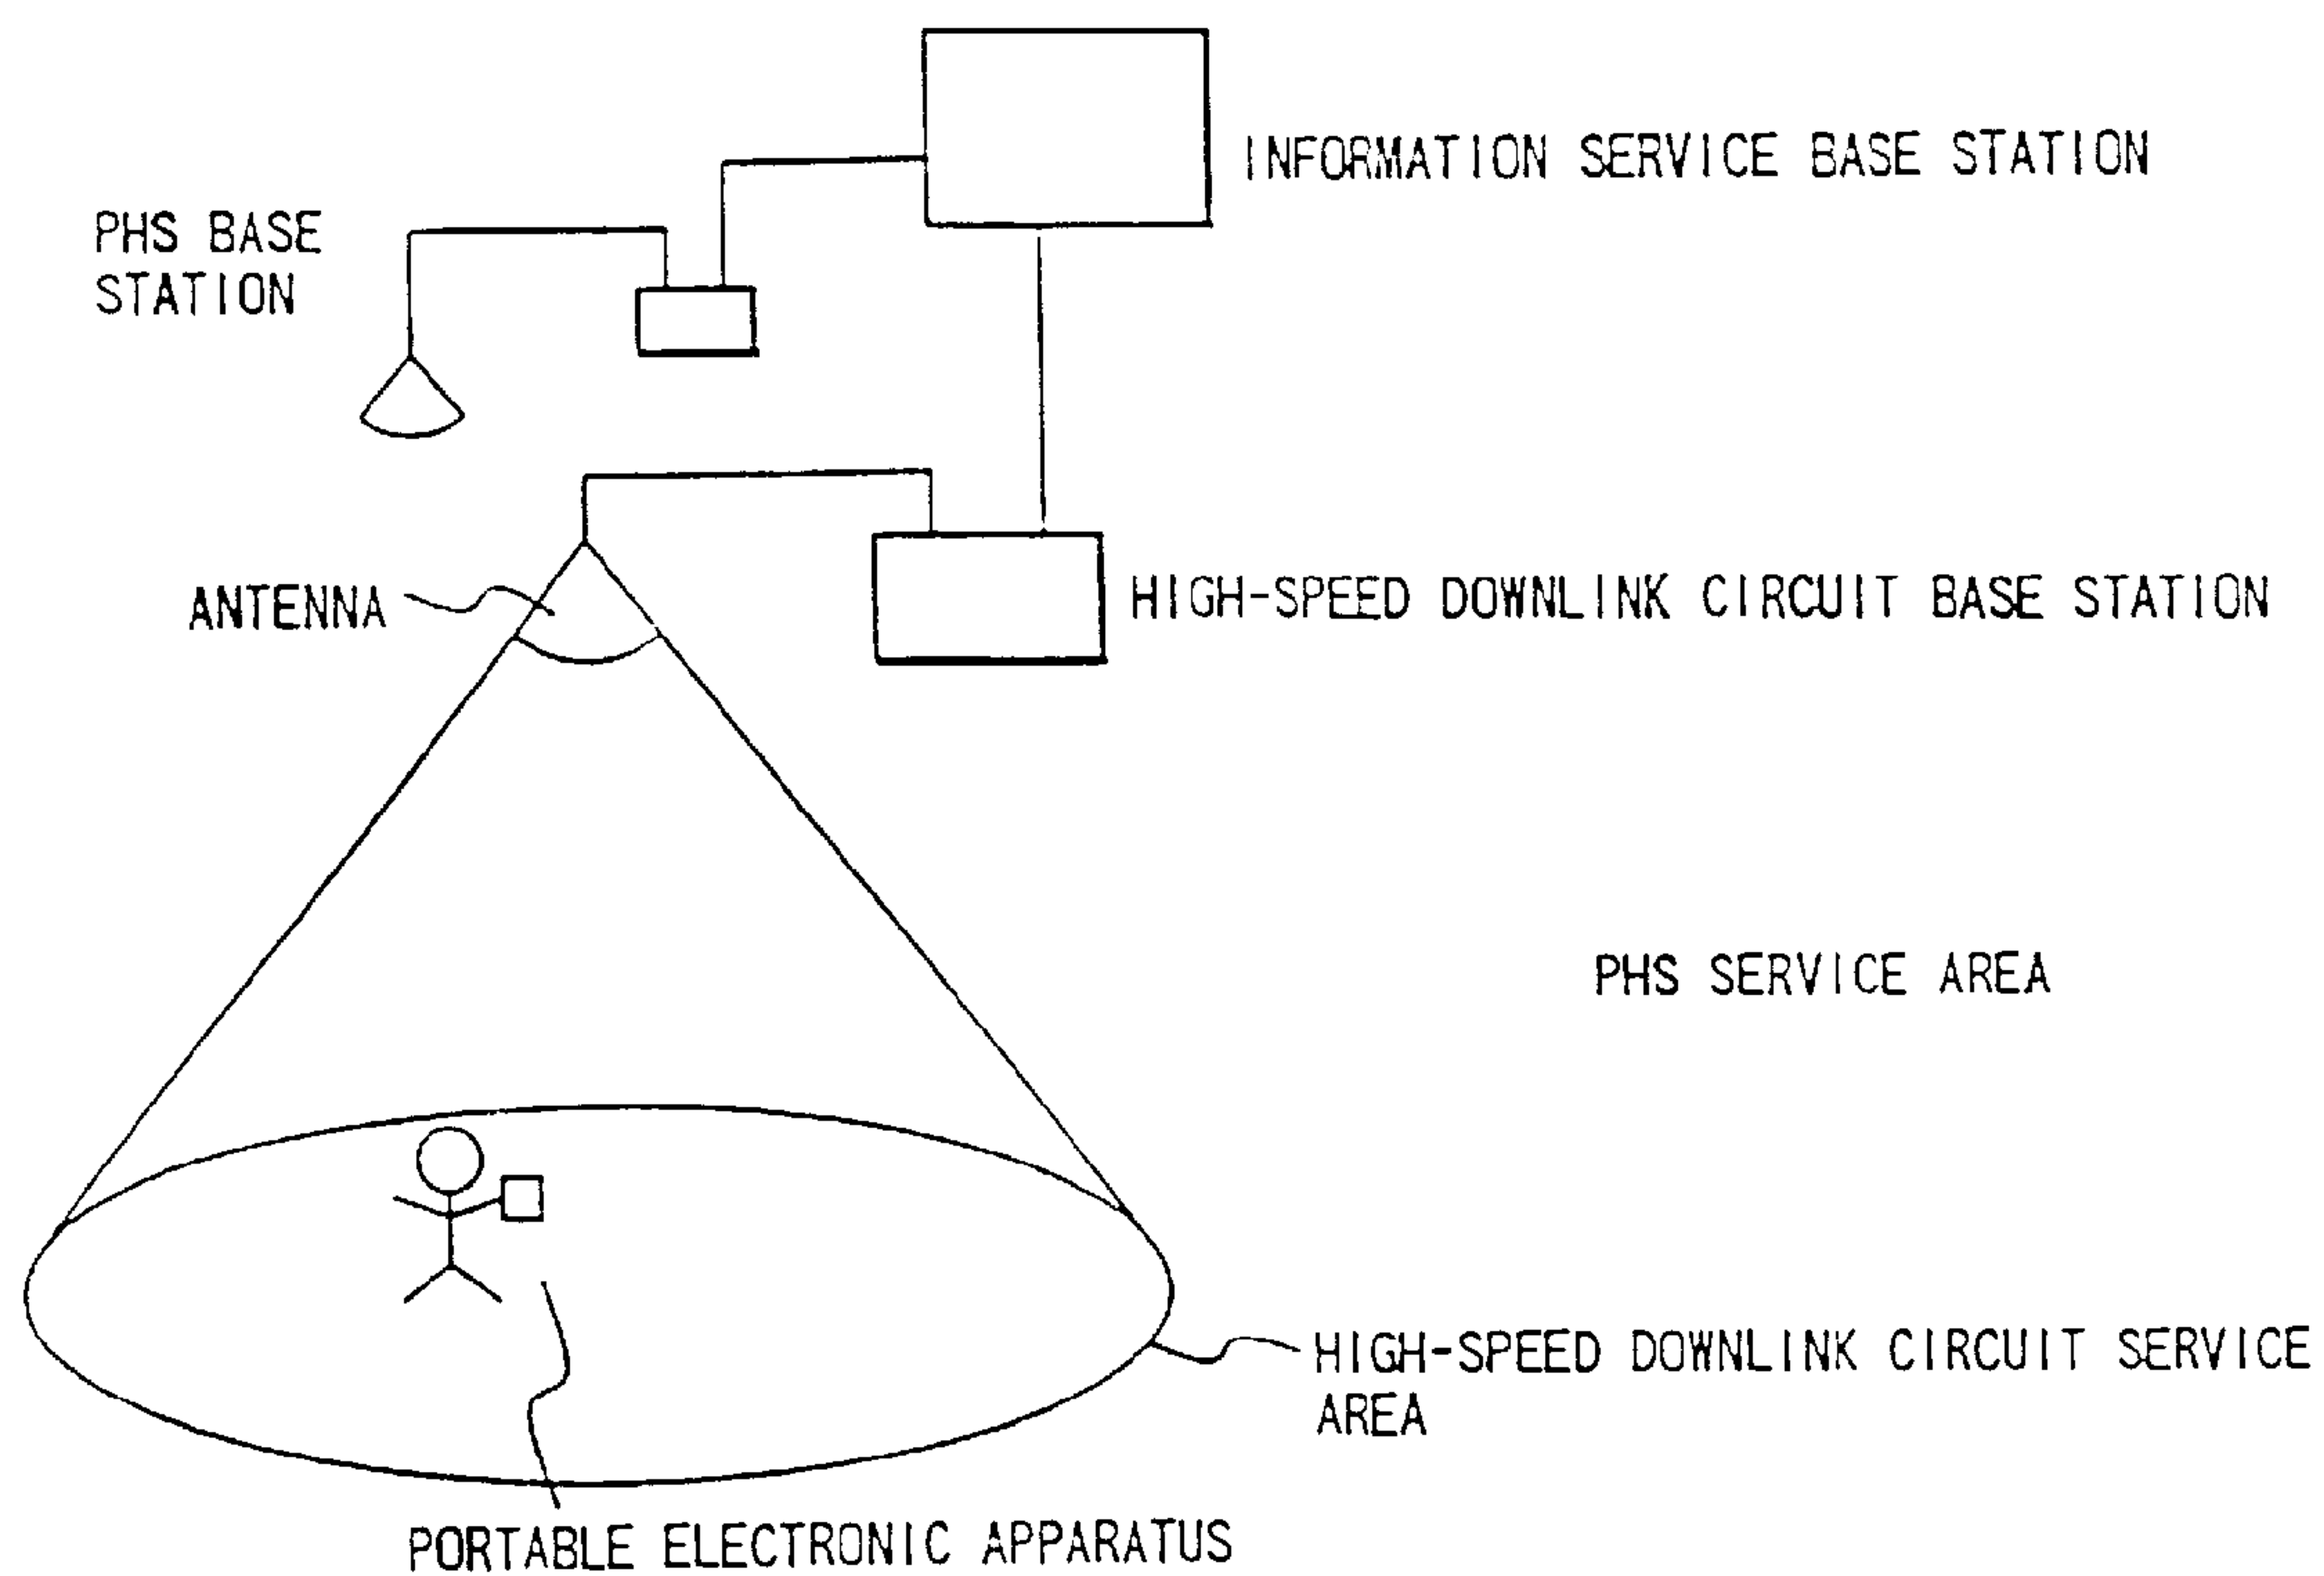 INFORMATION SERVICE BASE STATION
PHS BASE
STATION
ANTENNA
HIGH-SPEED DOWNLINK CIRCUIT BASE STATION
PHS SERVICE AREA
HIGH-SPEED DOWNLINK CIRCUIT SERVICE
AREA
PORTABLE ELECTRONIC APPARATUS